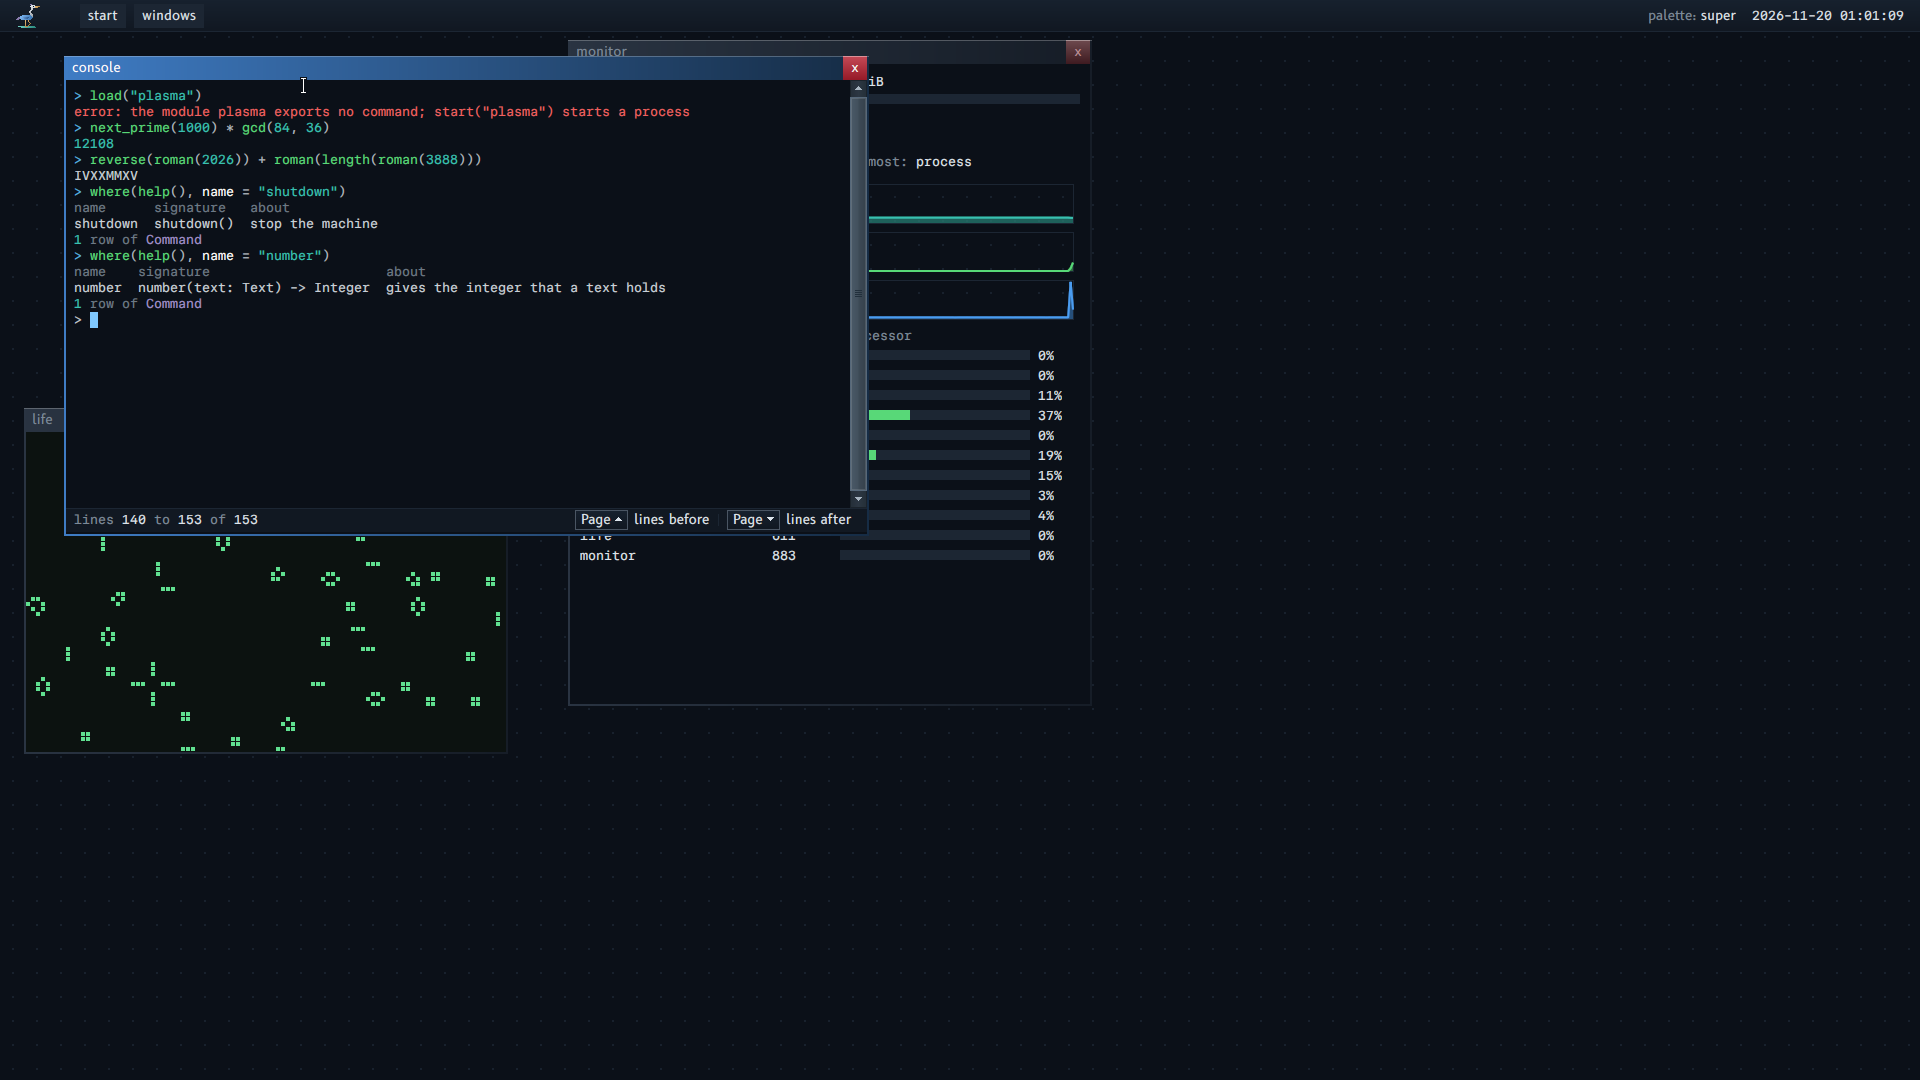 start windows palette: super 2026-11-20 01:01:09
monitor x
console x
iB
> load("plasma")
error: the module plasma exports no command; start("plasma") starts a process
> next_prime(1000) * gcd(84, 36)
12108
> reverse(roman(2026)) + roman(length(roman(3888)))
IVXXMMXV
> where(help(), name = "shutdown")
name signature about
shutdown shutdown() stop the machine
1 row of Command
> where(help(), name = "number")
name signature about
number number(text: Text) -> Integer gives the integer that a text holds
1 row of Command
>
lines 140 to 153 of 153 Page lines before Page lines after
most: process
cessor
0%
0%
11%
37%
0%
19%
15%
3%
4%
life 611 0%
monitor 883 0%
life